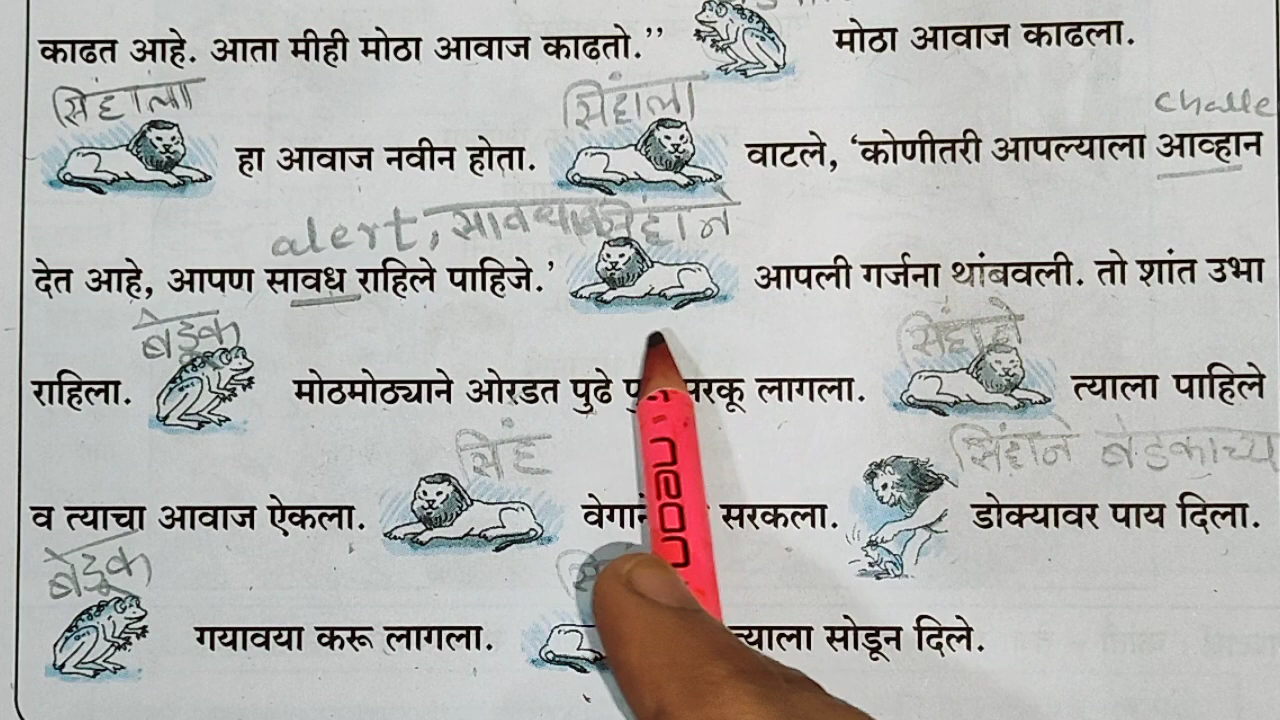 काढत आहे. आता मीही मोठा आवाज काढतो.’’ मोठा आवाज काढला.
सिंहाला सिंहाला challe
हा आवाज नवीन होता. वाटले, ‘कोणीतरी आपल्याला आव्हान
alert, सिंहाने
देत आहे, आपण सावध राहिले पाहिजे.’ आपली गर्जना थांबवली. तो शांत उभा
बेडूक सिंहाने
राहिला. मोठमोठ्याने ओरडत पुढे सरकू लागला. त्याला पाहिले
सिंह सिंहाने बेडकाच्य
व त्याचा आवाज ऐकला. सरकला. डोक्यावर पाय दिला.
बेडूक
गयावया करू लागला. त्याला सोडून दिले.
neon